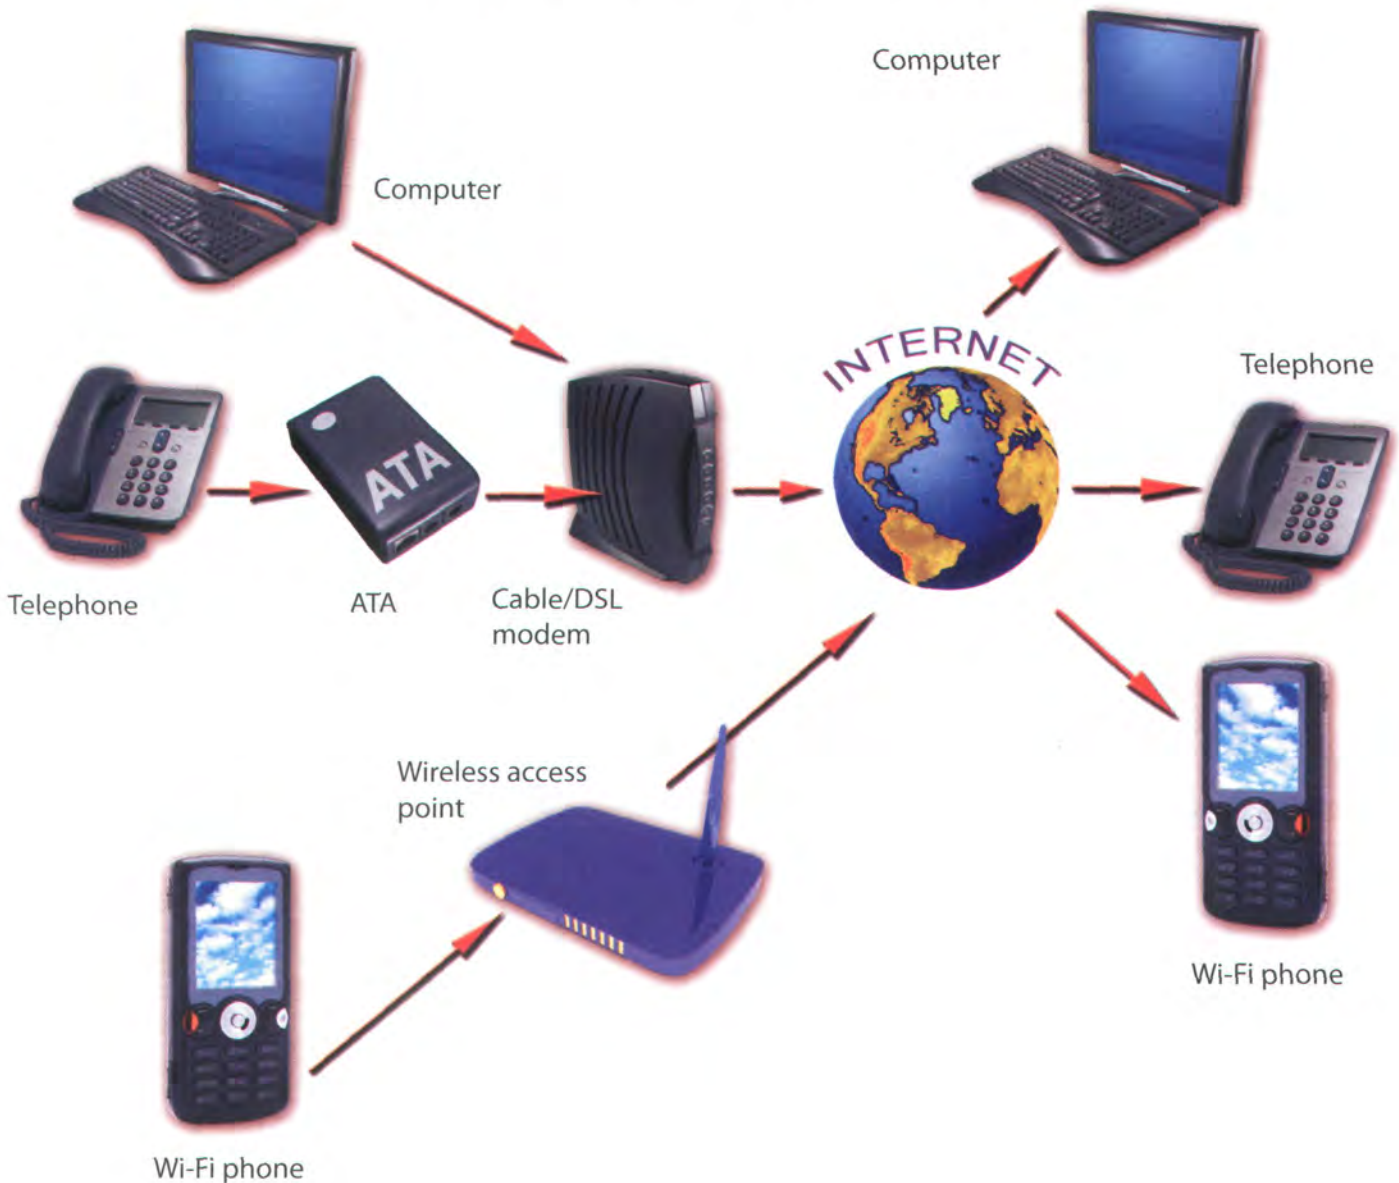 Computer
Computer
INTERNET
Telephone
ATA
Telephone
ATA
Cable/DSL
modem
Wireless access
point
Wi-Fi phone
Wi-Fi phone